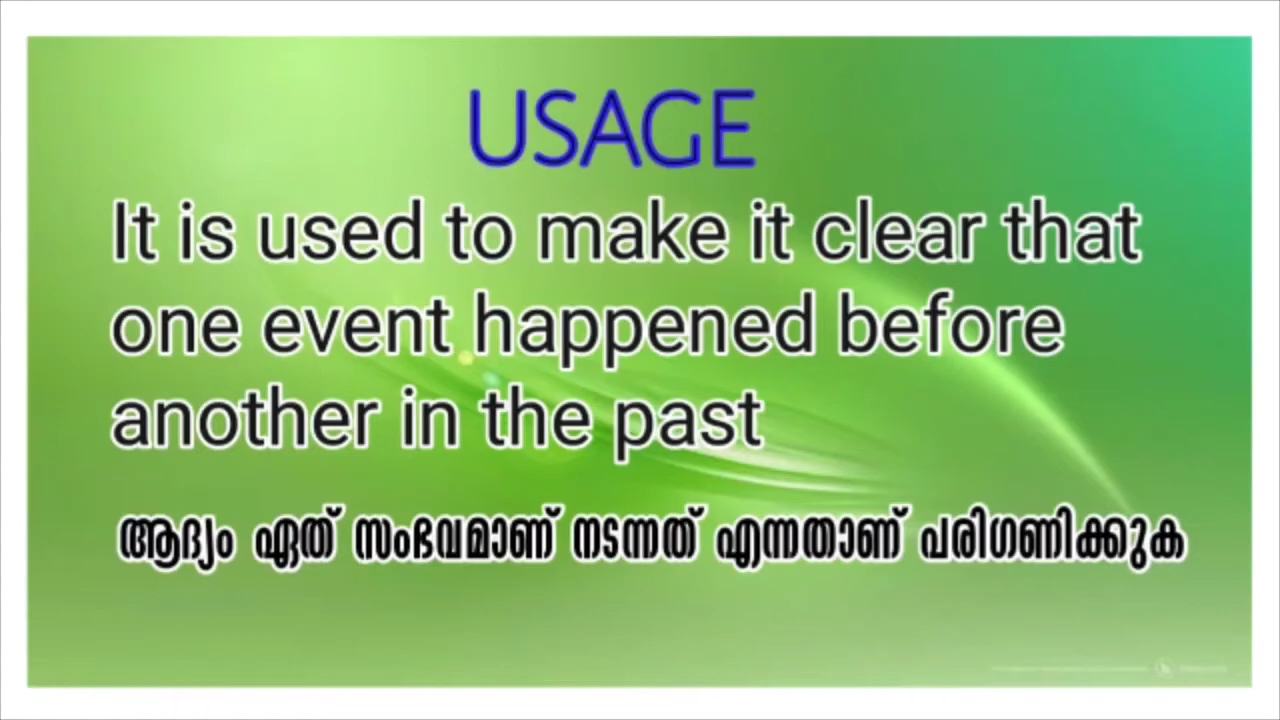 USAGE
It is used to make it clear that
one event happened before
another in the past
ആദ്യം ഏത് സംഭവമാണ് നടന്നത് എന്നതാണ് പരിഗണിക്കുക